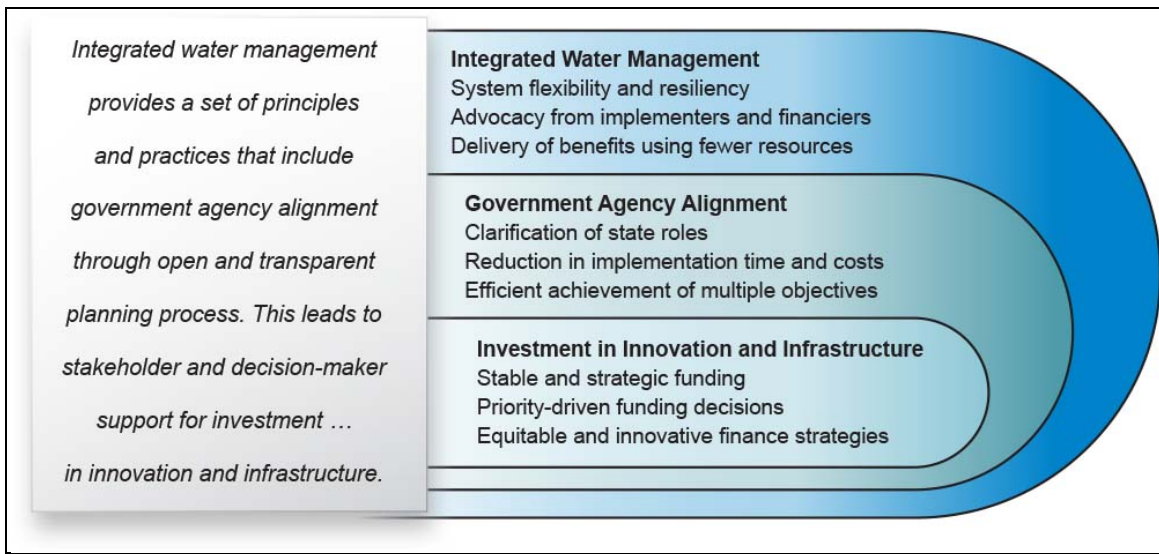 Integrated water management
provides a set of principles
and practices that include
government agency alignment
through open and transparent
planning process. This leads to
stakeholder and decision-maker
support for investment …
in innovation and infrastructure.
Integrated Water Management
System flexibility and resiliency
Advocacy from implementers and financiers
Delivery of benefits using fewer resources
Government Agency Alignment
Clarification of state roles
Reduction in implementation time and costs
Efficient achievement of multiple objectives
Investment in Innovation and Infrastructure
Stable and strategic funding
Priority-driven funding decisions
Equitable and innovative finance strategies